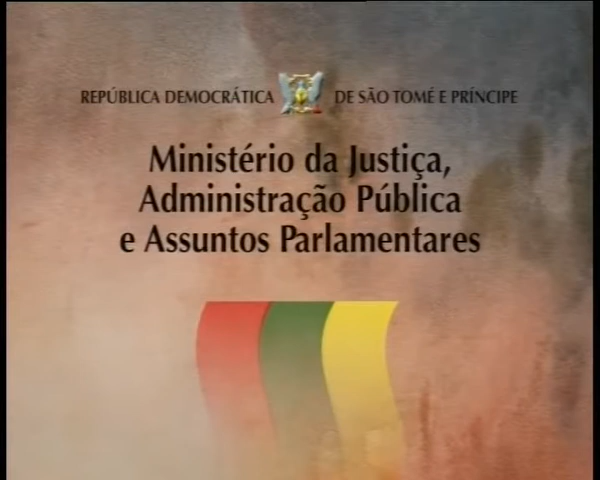 REPÚBLICA DEMOCRÁTICA DE SÃO TOMÉ E PRÍNCIPE
Ministério da Justiça,
Administração Pública
e Assuntos Parlamentares